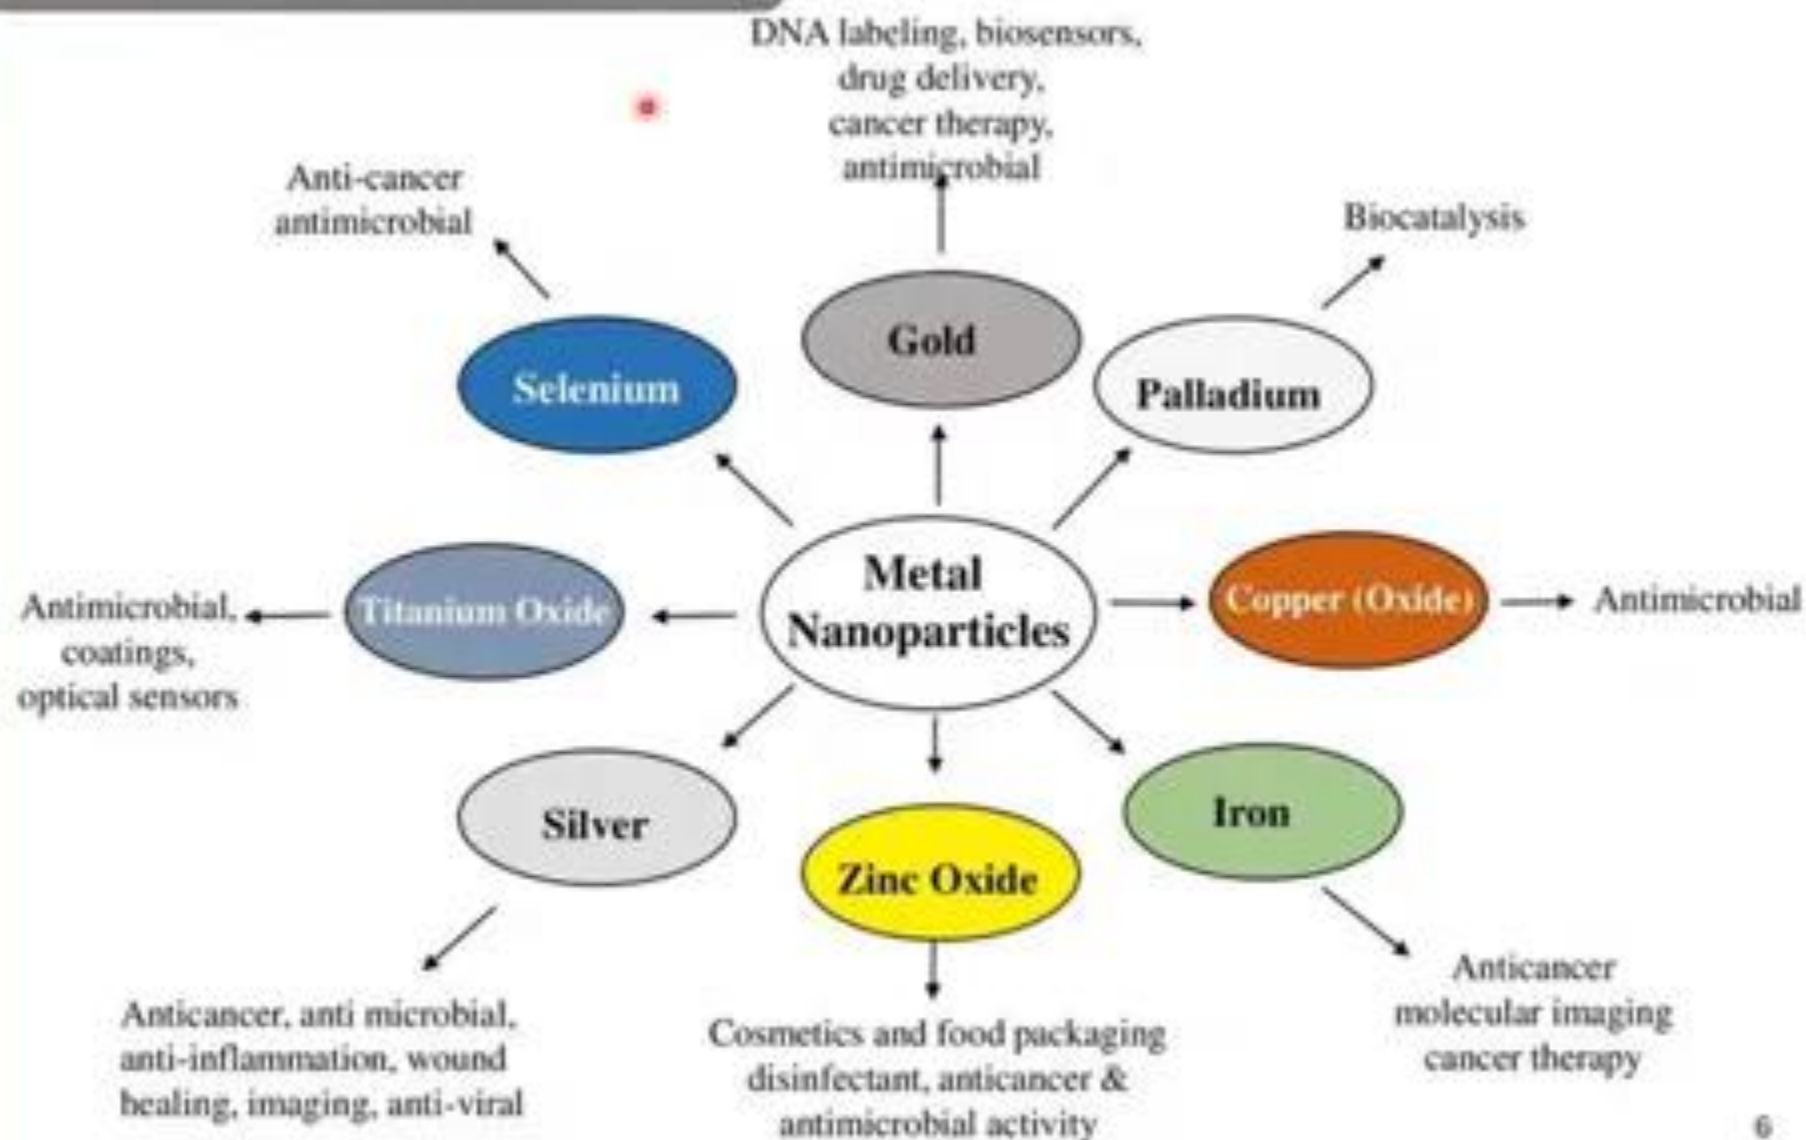 DNA labeling, biosensors,
drug delivery,
cancer therapy,
antimicrobial
Anti-cancer
antimicrobial
Biocatalysis
Gold
Selenium
Palladium
Metal
Nanoparticles
Titanium Oxide
Copper (Oxide)
Antimicrobial,
coatings,
optical sensors
Antimicrobial
Silver
Zinc Oxide
Iron
Anticancer, anti microbial,
anti-inflammation, wound
healing, imaging, anti-viral
Cosmetics and food packaging
disinfectant, anticancer &
antimicrobial activity
Anticancer
molecular imaging
cancer therapy
6